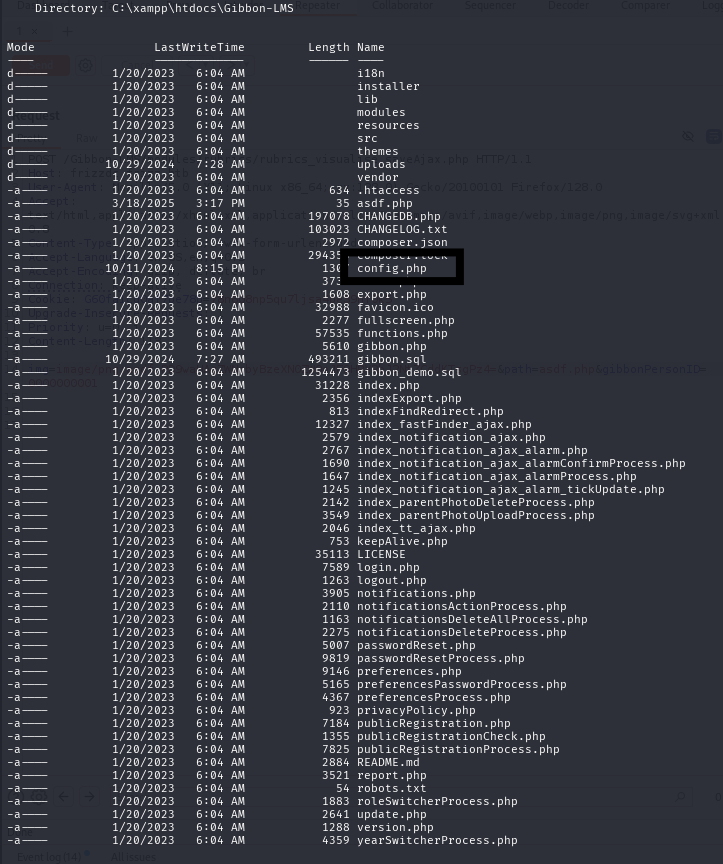 Directory: C:\xampp\htdocs\Gibbon-LMS
Mode LastWriteTime Length Name
d----- 1/20/2023 6:04 AM i18n
d----- 1/20/2023 6:04 AM installer
d----- 1/20/2023 6:04 AM lib
d----- 1/20/2023 6:04 AM modules
d----- 1/20/2023 6:04 AM resources
d----- 1/20/2023 6:04 AM src
d----- 1/20/2023 6:04 AM themes
d----- 10/29/2024 7:28 AM uploads
d----- 1/20/2023 6:04 AM vendor
-a---- 1/20/2023 6:04 AM 634 .htaccess
-a---- 3/18/2025 3:17 PM 35 asdf.php
-a---- 1/20/2023 6:04 AM 197078 CHANGEDB.php
-a---- 1/20/2023 6:04 AM 103023 CHANGELOG.txt
-a---- 1/20/2023 6:04 AM 2972 composer.json
-a---- 1/20/2023 6:04 AM composer.lock
-a---- 10/11/2024 8:15 PM config.php
-a---- 1/20/2023 6:04 AM
-a---- 1/20/2023 6:04 AM 1608 export.php
-a---- 1/20/2023 6:04 AM 32988 favicon.ico
-a---- 1/20/2023 6:04 AM 2277 fullscreen.php
-a---- 1/20/2023 6:04 AM 57535 functions.php
-a---- 1/20/2023 6:04 AM 5610 gibbon.php
-a---- 10/29/2024 7:27 AM 493211 gibbon.sql
-a---- 1/20/2023 6:04 AM 1254473 gibbon_demo.sql
-a---- 1/20/2023 6:04 AM 31228 index.php
-a---- 1/20/2023 6:04 AM 2356 indexExport.php
-a---- 1/20/2023 6:04 AM 813 indexFindRedirect.php
-a---- 1/20/2023 6:04 AM 12327 index_fastFinder_ajax.php
-a---- 1/20/2023 6:04 AM 2579 index_notification_ajax.php
-a---- 1/20/2023 6:04 AM 2767 index_notification_ajax_alarm.php
-a---- 1/20/2023 6:04 AM 1690 index_notification_ajax_alarmConfirmProcess.php
-a---- 1/20/2023 6:04 AM 1647 index_notification_ajax_alarmProcess.php
-a---- 1/20/2023 6:04 AM 1245 index_notification_ajax_alarm_tickUpdate.php
-a---- 1/20/2023 6:04 AM 2142 index_parentPhotoDeleteProcess.php
-a---- 1/20/2023 6:04 AM 3549 index_parentPhotoUploadProcess.php
-a---- 1/20/2023 6:04 AM 2046 index_tt_ajax.php
-a---- 1/20/2023 6:04 AM 753 keepAlive.php
-a---- 1/20/2023 6:04 AM 35113 LICENSE
-a---- 1/20/2023 6:04 AM 7589 login.php
-a---- 1/20/2023 6:04 AM 1263 logout.php
-a---- 1/20/2023 6:04 AM 3905 notifications.php
-a---- 1/20/2023 6:04 AM 2110 notificationsActionProcess.php
-a---- 1/20/2023 6:04 AM 1163 notificationsDeleteAllProcess.php
-a---- 1/20/2023 6:04 AM 2275 notificationsDeleteProcess.php
-a---- 1/20/2023 6:04 AM 5007 passwordReset.php
-a---- 1/20/2023 6:04 AM 9819 passwordResetProcess.php
-a---- 1/20/2023 6:04 AM 9146 preferences.php
-a---- 1/20/2023 6:04 AM 5165 preferencesPasswordProcess.php
-a---- 1/20/2023 6:04 AM 4367 preferencesProcess.php
-a---- 1/20/2023 6:04 AM 923 privacyPolicy.php
-a---- 1/20/2023 6:04 AM 7184 publicRegistration.php
-a---- 1/20/2023 6:04 AM 1355 publicRegistrationCheck.php
-a---- 1/20/2023 6:04 AM 7825 publicRegistrationProcess.php
-a---- 1/20/2023 6:04 AM 2884 README.md
-a---- 1/20/2023 6:04 AM 3521 report.php
-a---- 1/20/2023 6:04 AM 54 robots.txt
-a---- 1/20/2023 6:04 AM 1883 roleSwitcherProcess.php
-a---- 1/20/2023 6:04 AM 2641 update.php
-a---- 1/20/2023 6:04 AM 1288 version.php
-a---- 1/20/2023 6:04 AM 4359 yearSwitcherProcess.php